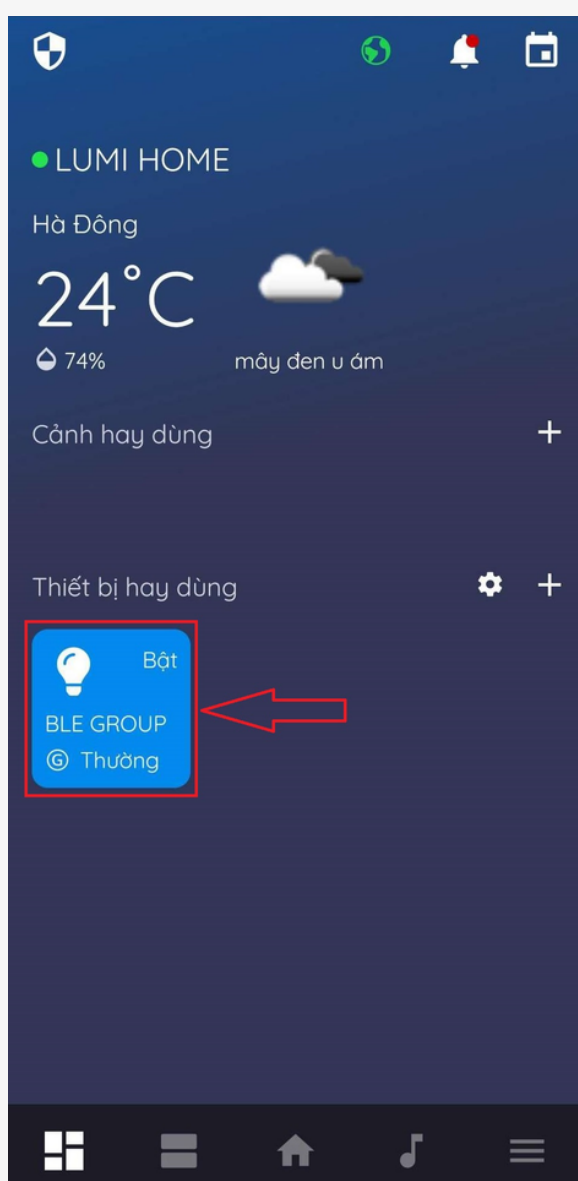 LUMI HOME
Hà Đông
24°C
74%
mây đen u ám
Cảnh hay dùng
Thiết bị hay dùng
Bật
BLE GROUP
G Thường